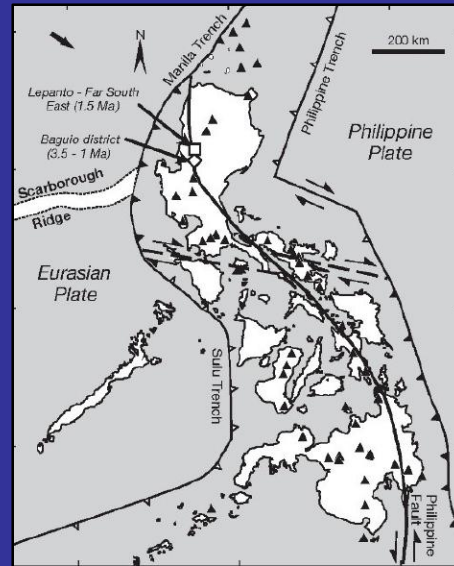 N
Manila Trench
200 km
Lepanto - Far South
East (1.5 Ma)
Baguio district
(3.5 - 1 Ma)
Philippine Trench
Philippine
Plate
Scarborough
Ridge
Eurasian
Plate
Sulu Trench
Philippine
Fault